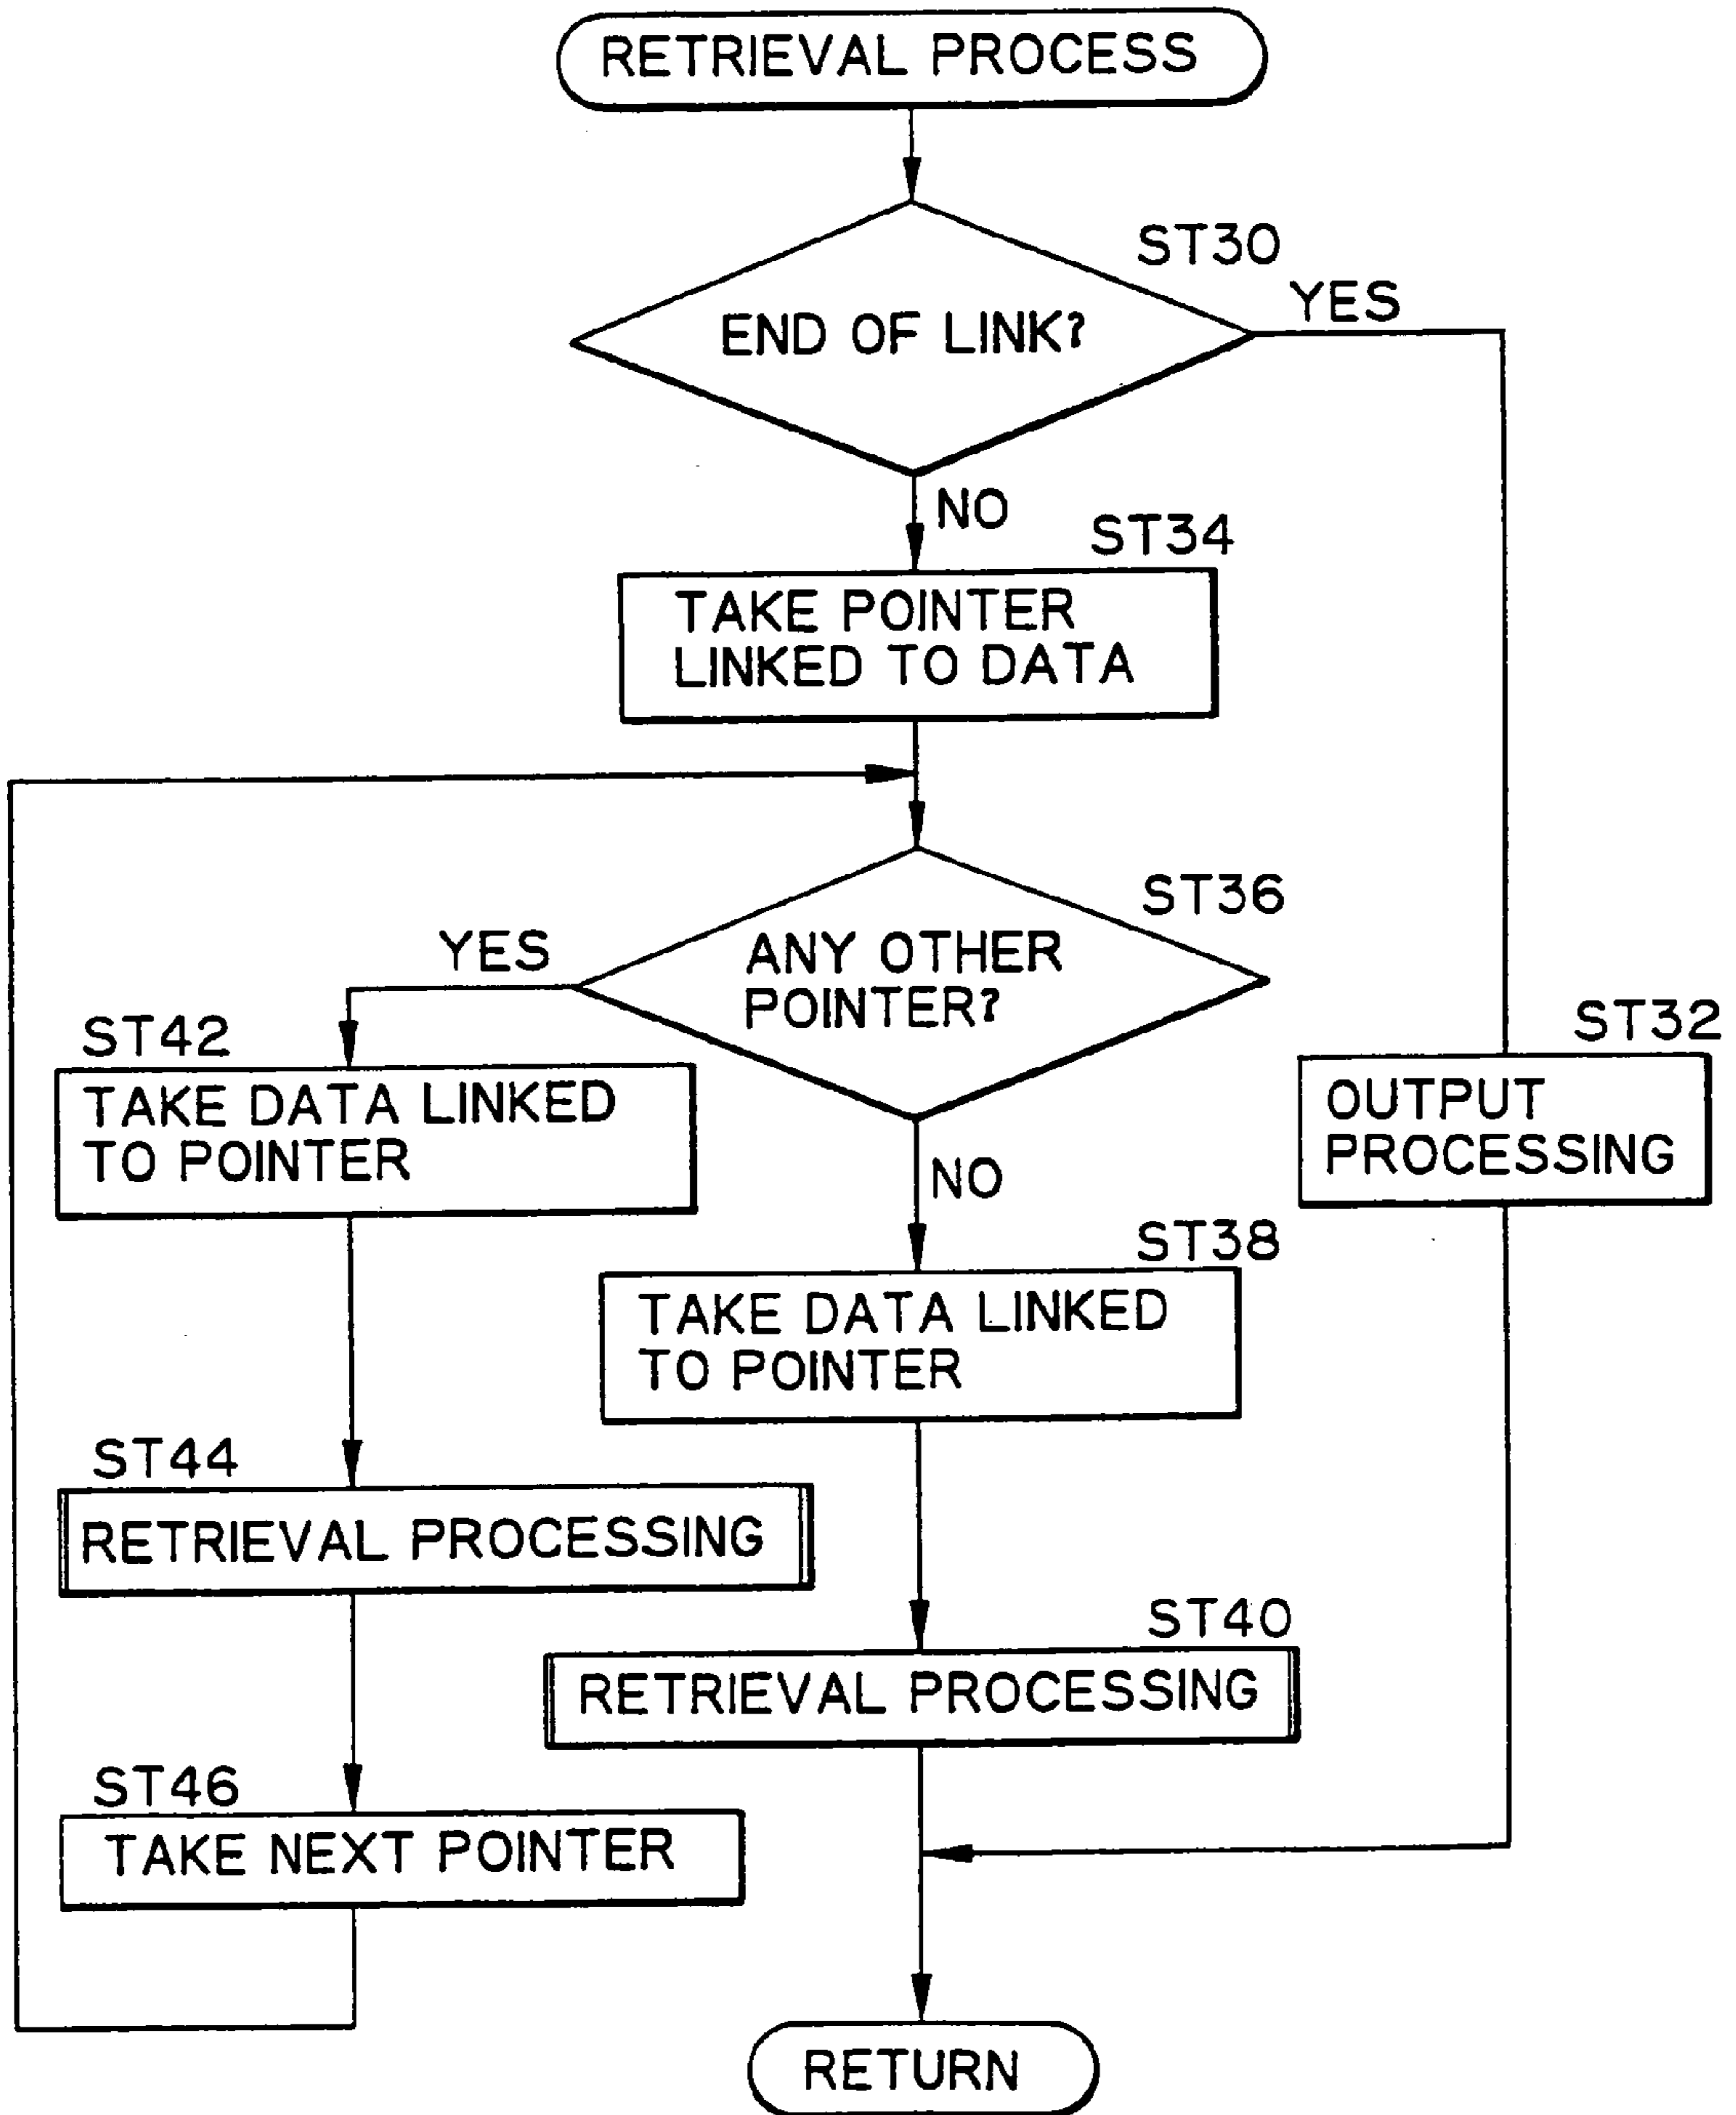 RETRIEVAL PROCESS
ST30
YES
END OF LINK?
NO
ST34
TAKE POINTER
LINKED TO DATA
ST36
YES
ANY OTHER
POINTER?
ST42
TAKE DATA LINKED
TO POINTER
ST32
OUTPUT
PROCESSING
NO
ST38
TAKE DATA LINKED
TO POINTER
ST44
RETRIEVAL PROCESSING
ST40
RETRIEVAL PROCESSING
ST46
TAKE NEXT POINTER
RETURN